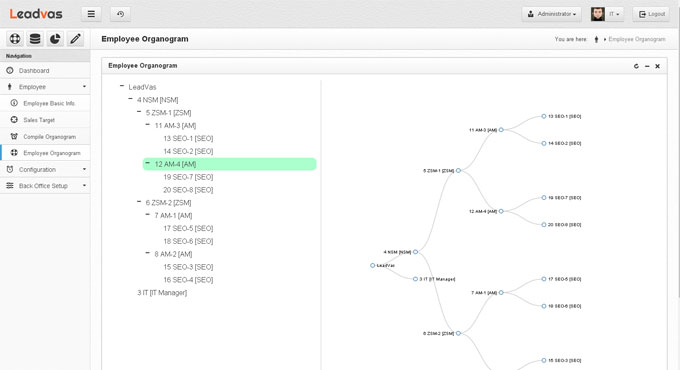 Leadvas
Administrator
IT
Logout
Employee Organogram
You are here:
Employee Organogram
Navigation
Dashboard
Employee
Employee Basic Info
Sales Target
Compile Organogram
Employee Organogram
Configuration
Back Office Setup
Employee Organogram
LeadVas
4 NSM [NSM]
5 ZSM-1 [ZSM]
11 AM-3 [AM]
13 SEO-1 [SEO]
14 SEO-2 [SEO]
12 AM-4 [AM]
19 SEO-7 [SEO]
20 SEO-8 [SEO]
6 ZSM-2 [ZSM]
7 AM-1 [AM]
17 SEO-5 [SEO]
18 SEO-6 [SEO]
8 AM-2 [AM]
15 SEO-3 [SEO]
16 SEO-4 [SEO]
3 IT [IT Manager]
13 SEO-1 [SEO]
11 AM-3 [AM]
14 SEO-2 [SEO]
5 ZSM-1 [ZSM]
19 SEO-7 [SEO]
12 AM-4 [AM]
20 SEO-8 [SEO]
4 NSM [NSM]
LeadVas
3 IT [IT Manager]
17 SEO-5 [SEO]
7 AM-1 [AM]
18 SEO-6 [SEO]
6 ZSM-2 [ZSM]
15 SEO-3 [SEO]